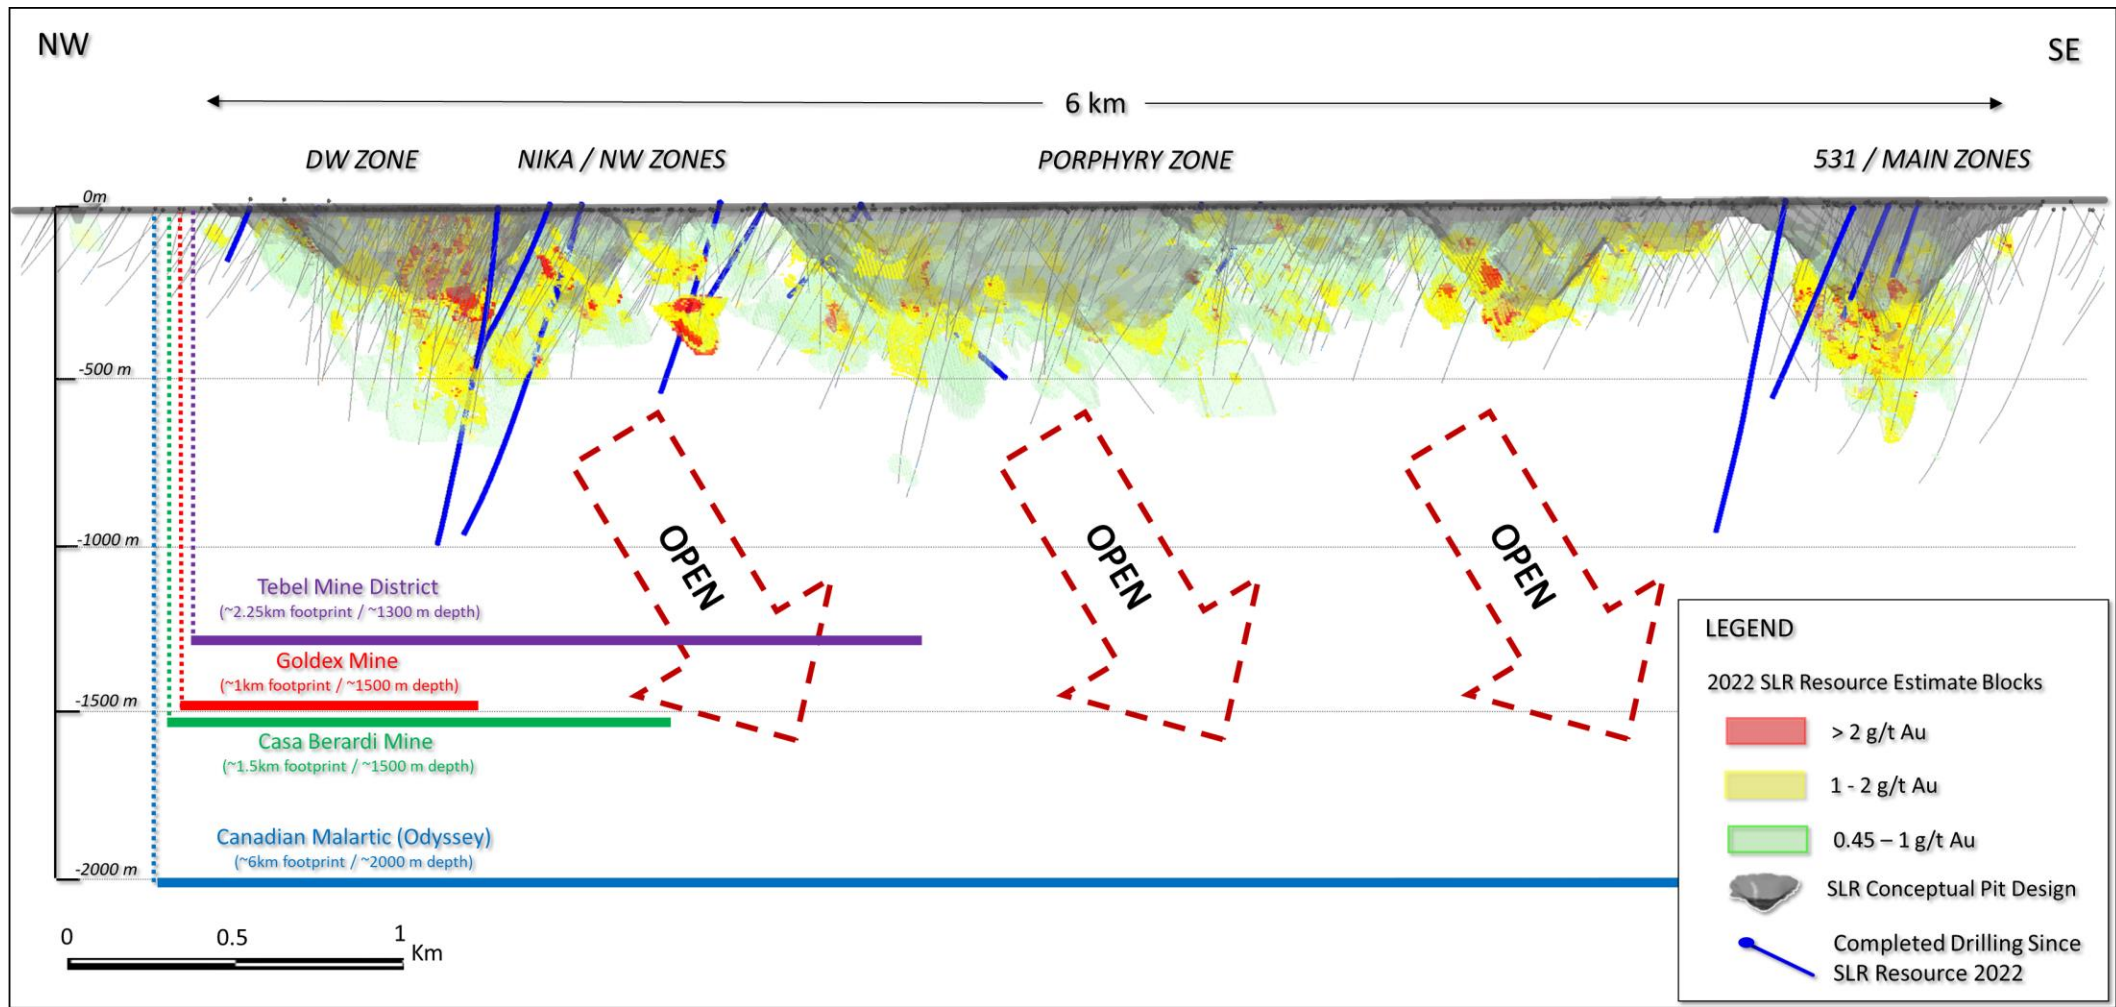 NW
SE
6 km
DW ZONE
NIKA / NW ZONES
PORPHYRY ZONE
531 / MAIN ZONES
0m
-500 m
-1000 m
-1500 m
-2000 m
OPEN
OPEN
OPEN
Tebel Mine District
(~2.25km footprint / ~1300 m depth)
Goldex Mine
(~1km footprint / ~1500 m depth)
Casa Berardi Mine
(~1.5km footprint / ~1500 m depth)
Canadian Malartic (Odyssey)
(~6km footprint / ~2000 m depth)
0
0.5
1
Km
LEGEND
2022 SLR Resource Estimate Blocks
> 2 g/t Au
1 - 2 g/t Au
0.45 – 1 g/t Au
SLR Conceptual Pit Design
Completed Drilling Since
SLR Resource 2022